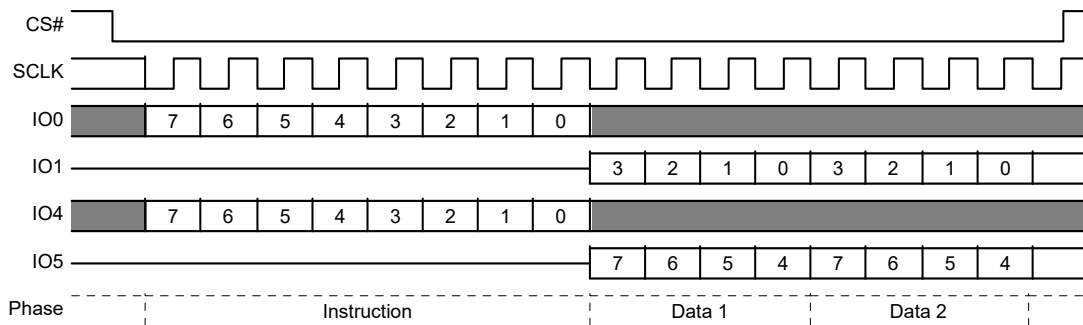 CS#
SCLK
IO0 7 6 5 4 3 2 1 0
IO1 3 2 1 0 3 2 1 0
IO4 7 6 5 4 3 2 1 0
IO5 7 6 5 4 7 6 5 4
Phase Instruction Data 1 Data 2